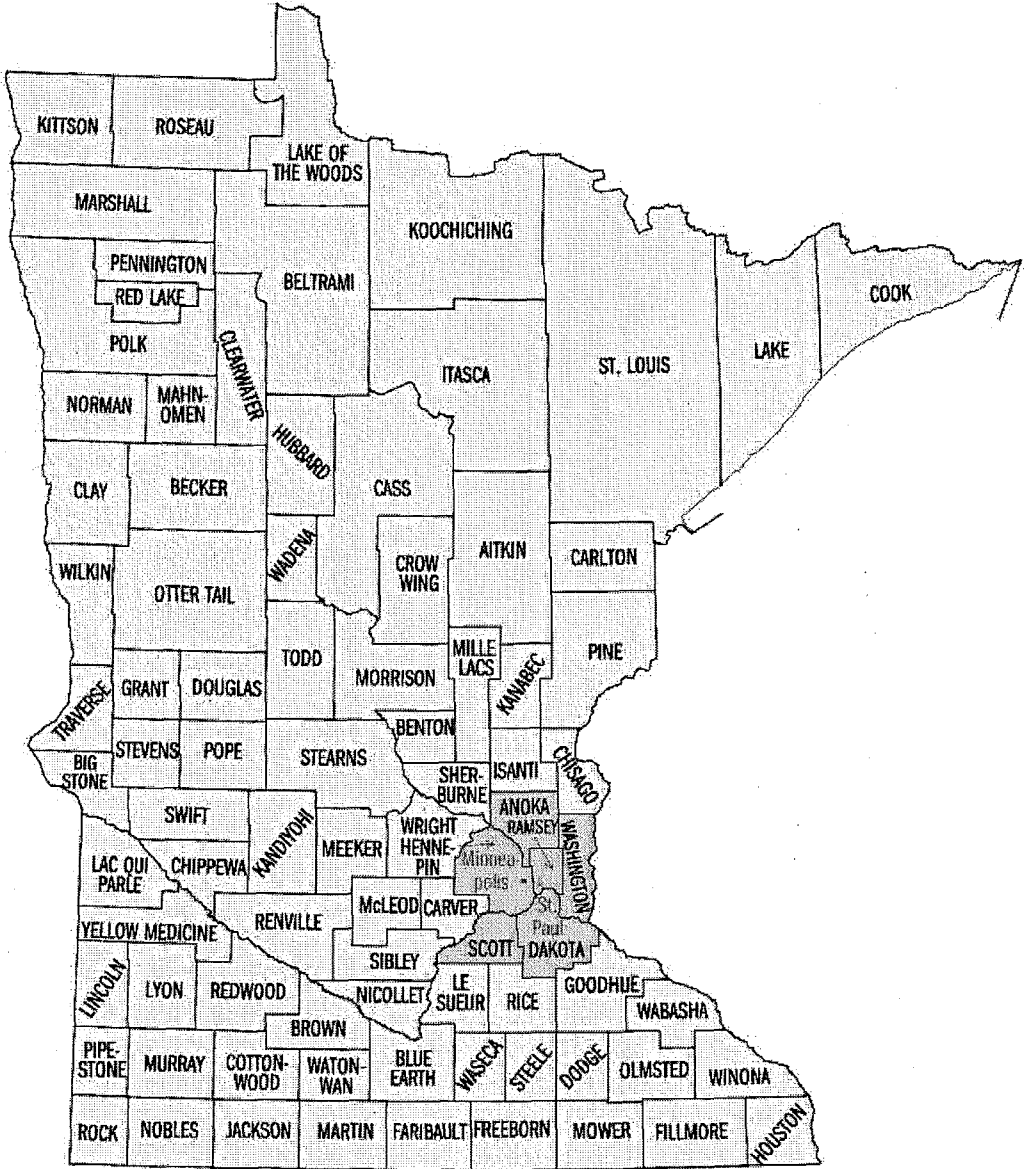 KITTSON
ROSEAU
LAKE OF
THE WOODS
MARSHALL
KOOCHICHING
PENNINGTON
BELTRAMI
RED LAKE
COOK
POLK
CLEARWATER
ITASCA
ST. LOUIS
LAKE
NORMAN
MAHN-
OMEN
HUBBARD
CLAY
BECKER
CASS
WADENA
AITKIN
CROW
WING
CARLTON
WILKIN
OTTER TAIL
TODD
MILLE
LACS
KANABEC
PINE
MORRISON
TRAVERSE
GRANT
DOUGLAS
BENTON
STEVENS
POPE
STEARNS
BIG
STONE
SHER-
BURNE
ISANTI
CHISAGO
SWIFT
KANDIYOHI
ANOKA
RAMSEY
WASHINGTON
WRIGHT
HENNE-
PIN
MEEKER
LAC QUI
PARLE
CHIPPEWA
Minnea-
polis
McLEOD
CARVER
St.
Paul
RENVILLE
YELLOW MEDICINE
SCOTT
DAKOTA
SIBLEY
LINCOLN
LYON
REDWOOD
NICOLLET
LE
SUEUR
RICE
GOODHUE
WABASHA
BROWN
PIPE-
STONE
MURRAY
COTTON-
WOOD
WATON-
WAN
BLUE
EARTH
WASECA
STEELE
DODGE
OLMSTED
WINONA
ROCK
NOBLES
JACKSON
MARTIN
FARIBAULT
FREEBORN
MOWER
FILLMORE
HOUSTON